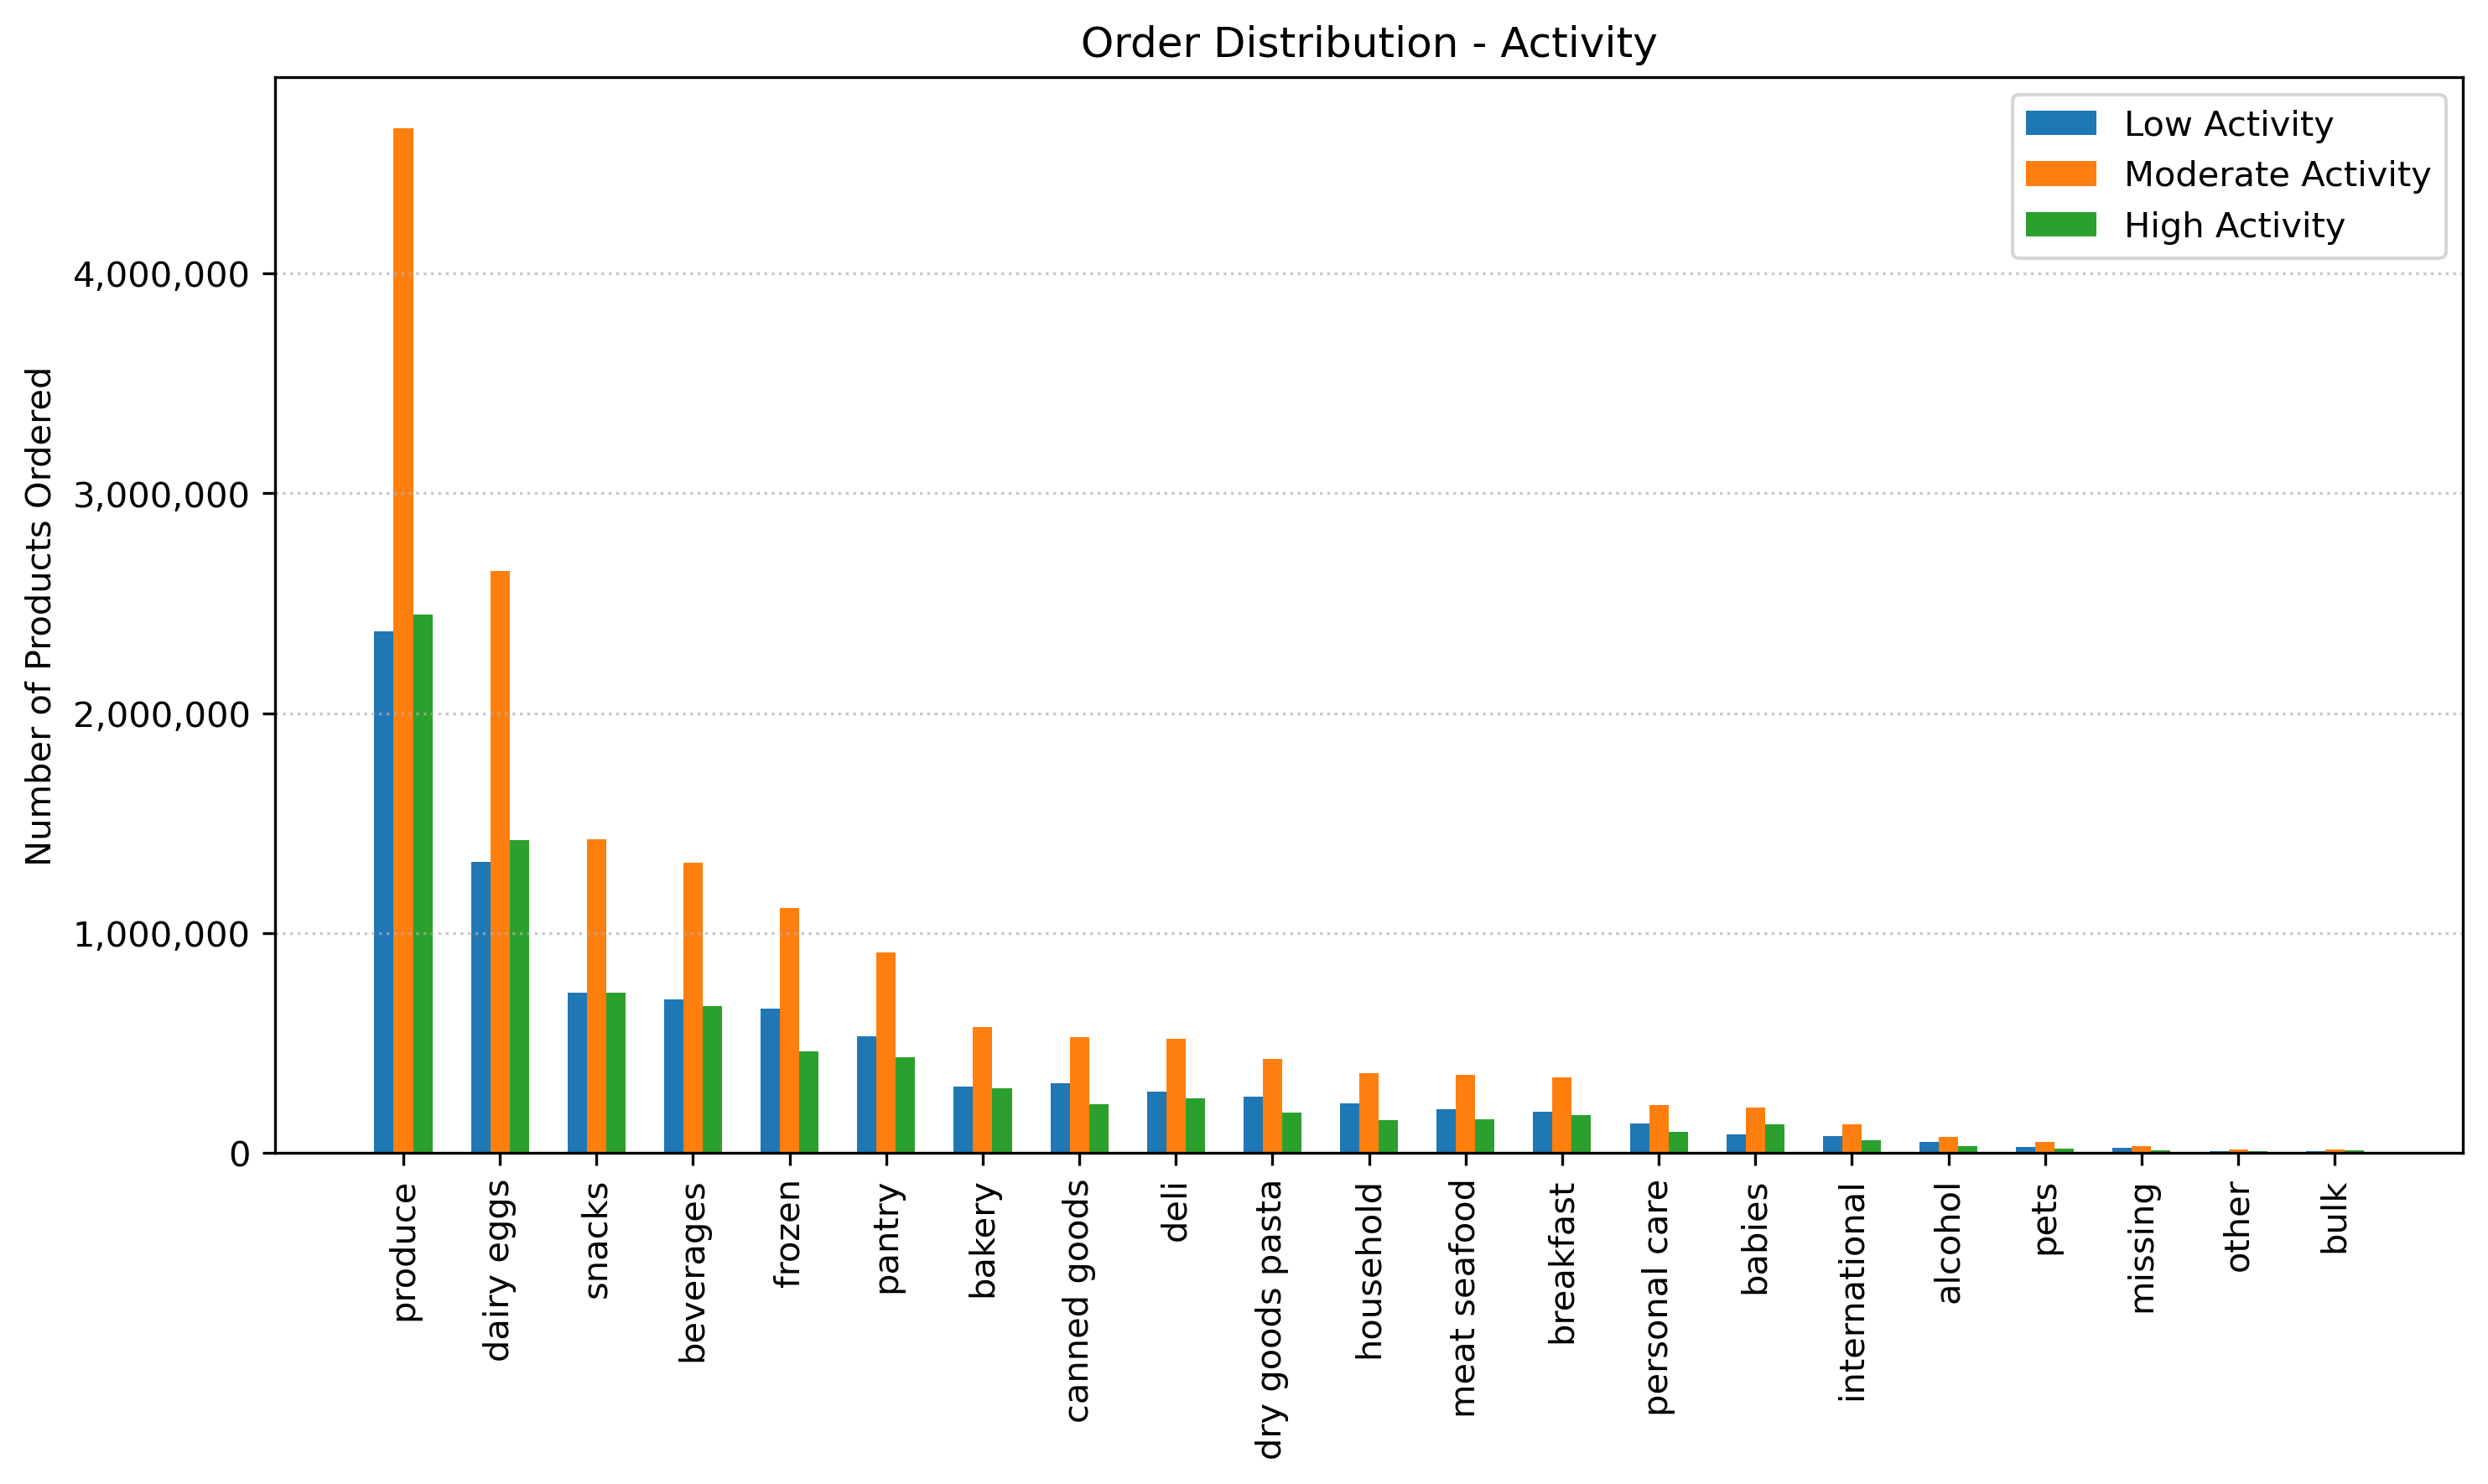 Order Distribution - Activity
Low Activity
Moderate Activity
High Activity
Number of Products Ordered
4,000,000
3,000,000
2,000,000
1,000,000
0
produce
dairy eggs
snacks
beverages
frozen
pantry
bakery
canned goods
deli
dry goods pasta
household
meat seafood
breakfast
personal care
babies
international
alcohol
pets
missing
other
bulk